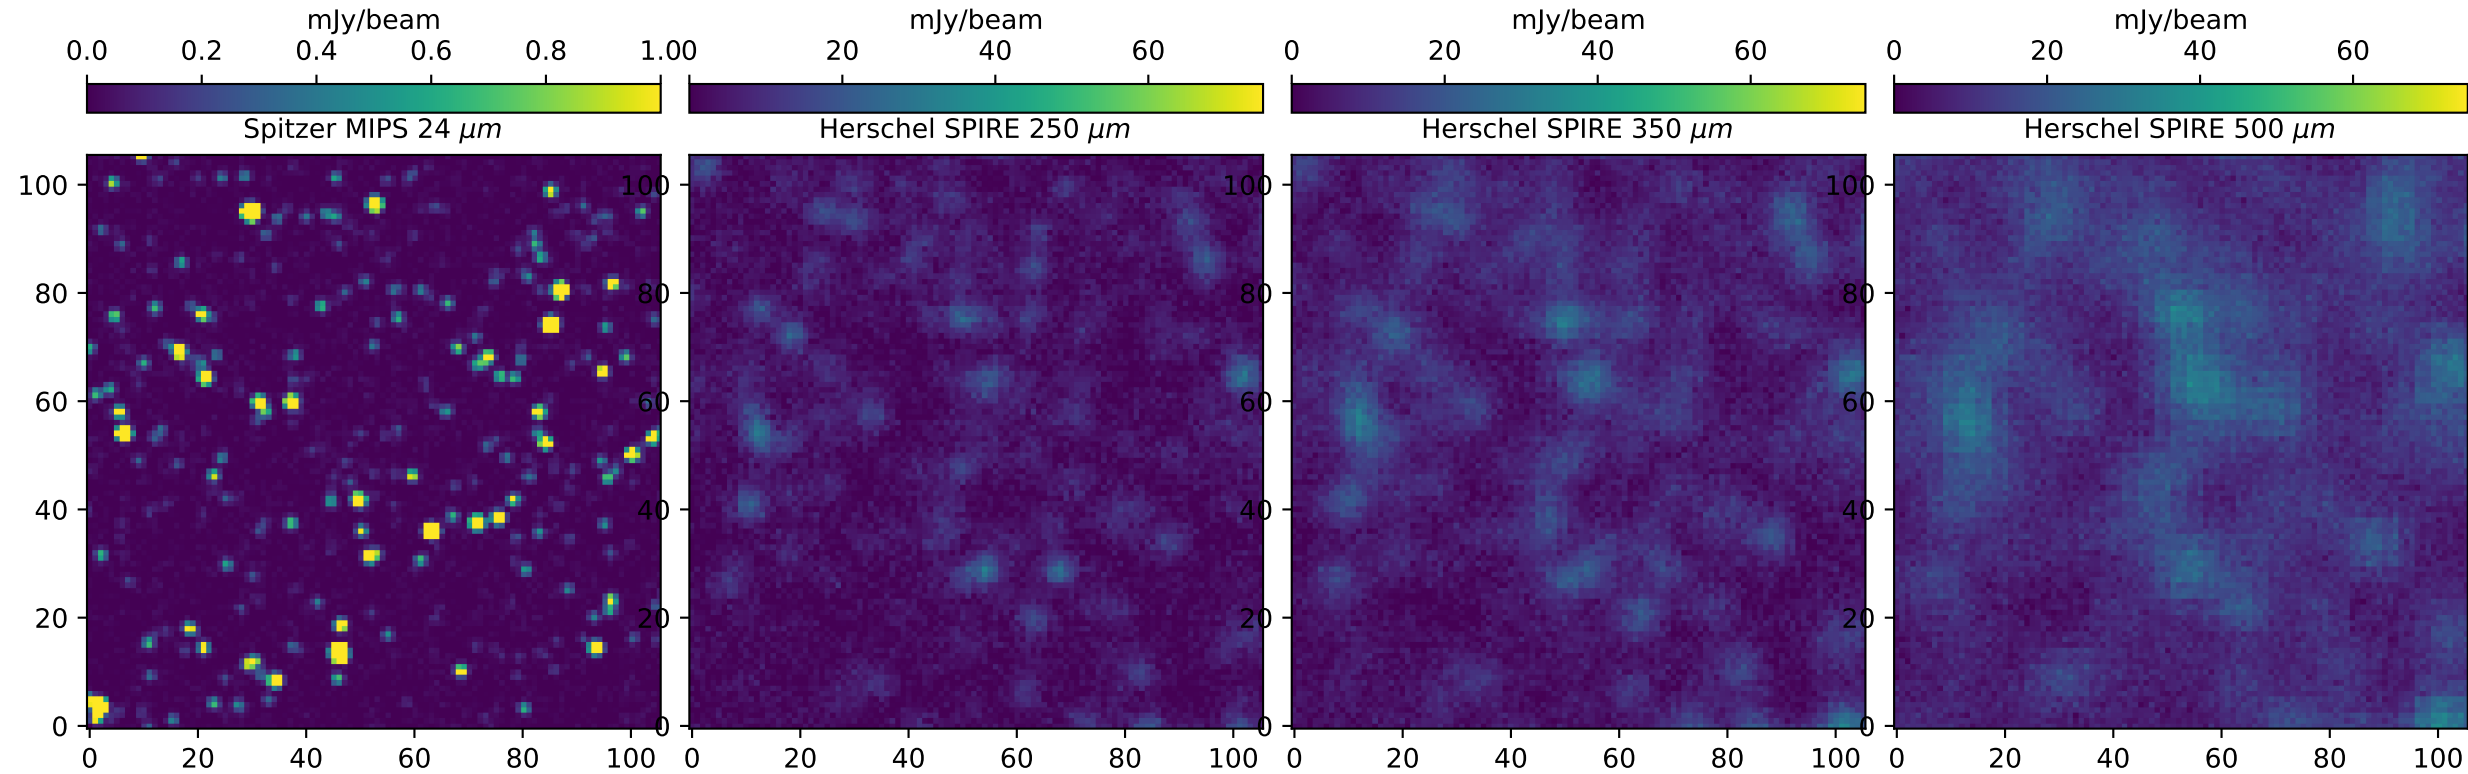 mJy/beam mJy/beam mJy/beam mJy/beam
0.0 0.2 0.4 0.6 0.8 1.0 0 20 40 60 0 20 40 60 0 20 40 60
Spitzer MIPS 24 μm Herschel SPIRE 250 μm Herschel SPIRE 350 μm Herschel SPIRE 500 μm
100 100 100 100
80 80 80 80
60 60 60 60
40 40 40 40
20 20 20 20
0 0 0 0
0 20 40 60 80 100 0 20 40 60 80 100 0 20 40 60 80 100 0 20 40 60 80 100